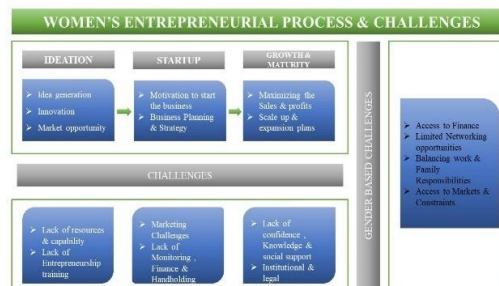 WOMEN'S ENTREPRENEURIAL PROCESS & CHALLENGES
IDEATION
➢ Idea generation
➢ Innovation
➢ Market opportunity
STARTUP
➢ Motivation to start
the business
➢ Business Planning
& Strategy
GROWTH &
MATURITY
➢ Maximizing the
Sales & profits
➢ Scale up &
expansion plans
CHALLENGES
➢ Lack of resources
& capability
➢ Lack of
Entrepreneurship
training
➢ Marketing
Challenges
➢ Lack of
Monitoring ,
Finance &
Handholding
➢ Lack of
confidence ,
Knowledge &
social support
➢ Institutional &
legal
GENDER BASED CHALLENGES
➢ Access to Finance
➢ Limited Networking
opportunities
➢ Balancing work &
Family
Responsibilities
➢ Access to Markets &
Constraints